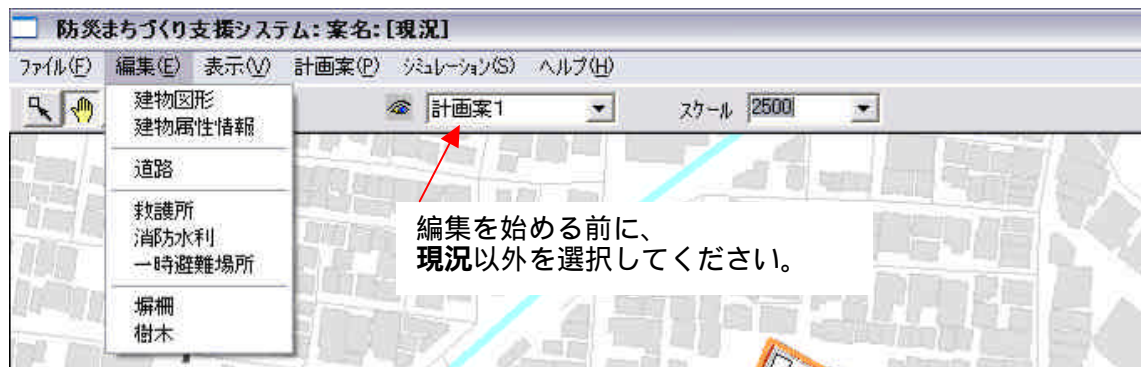 防災まちづくり支援システム: 案名: [現況]
ファイル(F) 編集(E) 表示(V) 計画案(P) シミュレーション(S) ヘルプ(H)
計画案1 スケール 2500
建物図形
建物属性情報
道路
救護所
消防水利
一時避難場所
塀柵
樹木
編集を始める前に、
現況以外を選択してください。